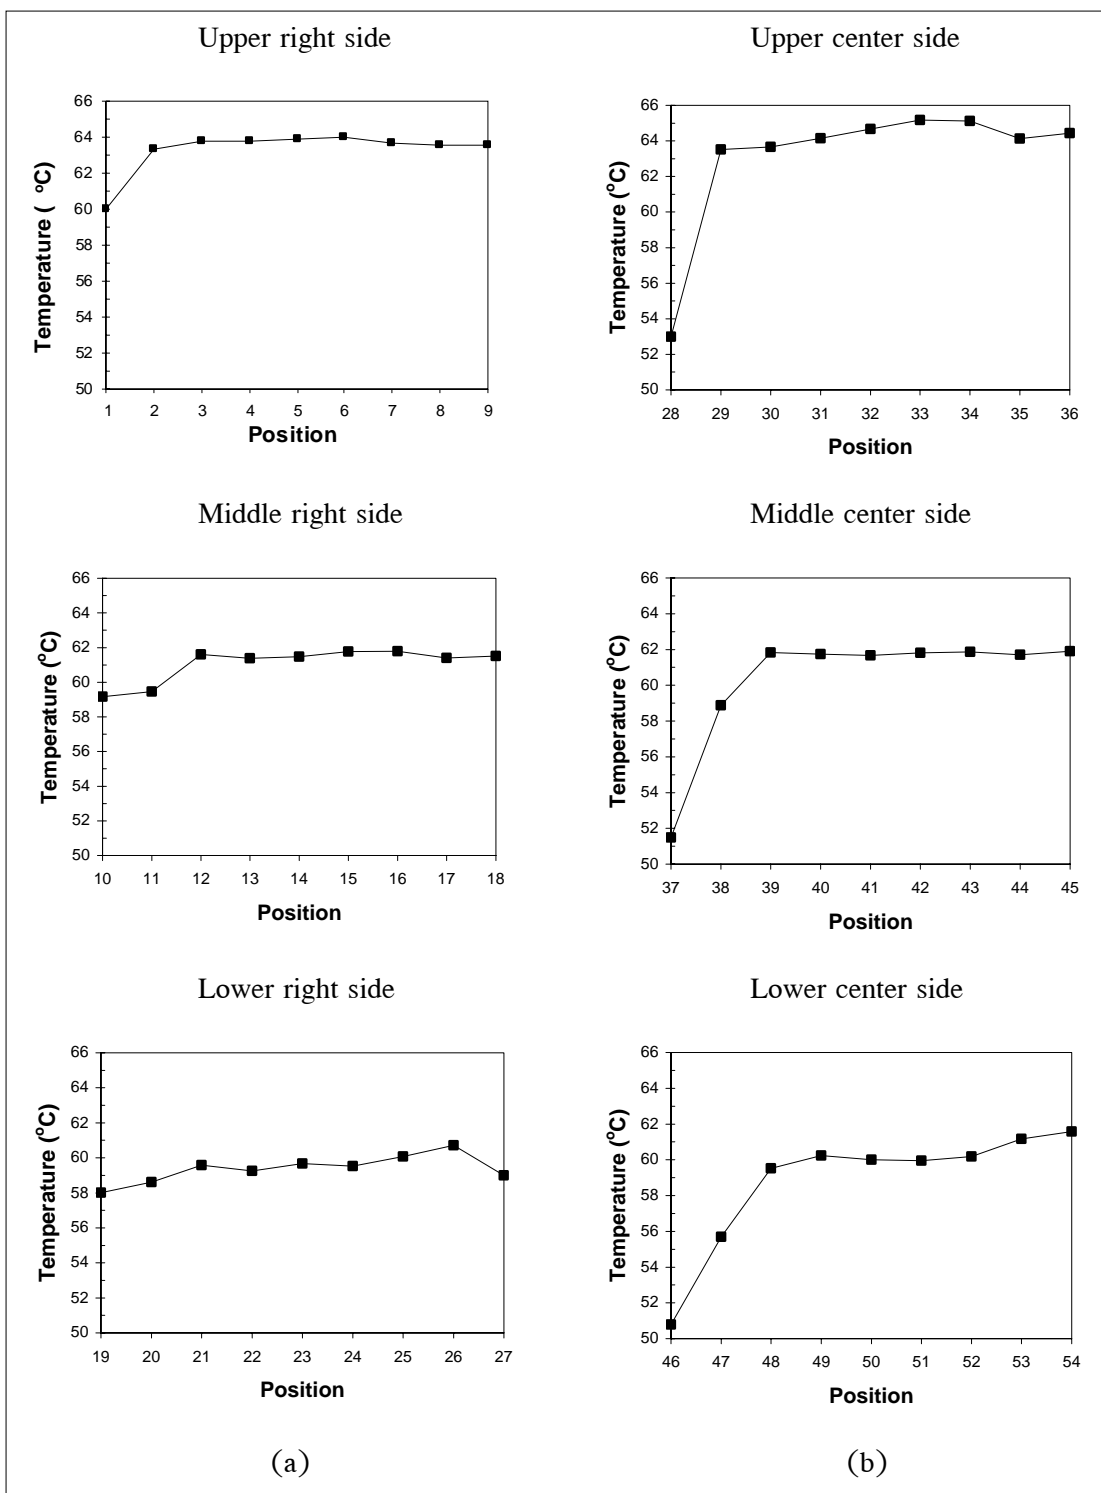 Upper right side
Upper center side
66
64
62
60
58
56
54
52
50
Temperature ( ºC)
1 2 3 4 5 6 7 8 9
Position
66
64
62
60
58
56
54
52
50
Temperature (ºC)
28 29 30 31 32 33 34 35 36
Position
Middle right side
Middle center side
66
64
62
60
58
56
54
52
50
Temperature (ºC)
10 11 12 13 14 15 16 17 18
Position
66
64
62
60
58
56
54
52
50
Temperature (ºC)
37 38 39 40 41 42 43 44 45
Position
Lower right side
Lower center side
66
64
62
60
58
56
54
52
50
Temperature (ºC)
19 20 21 22 23 24 25 26 27
Position
66
64
62
60
58
56
54
52
50
Temperature (ºC)
46 47 48 49 50 51 52 53 54
Position
(a)
(b)